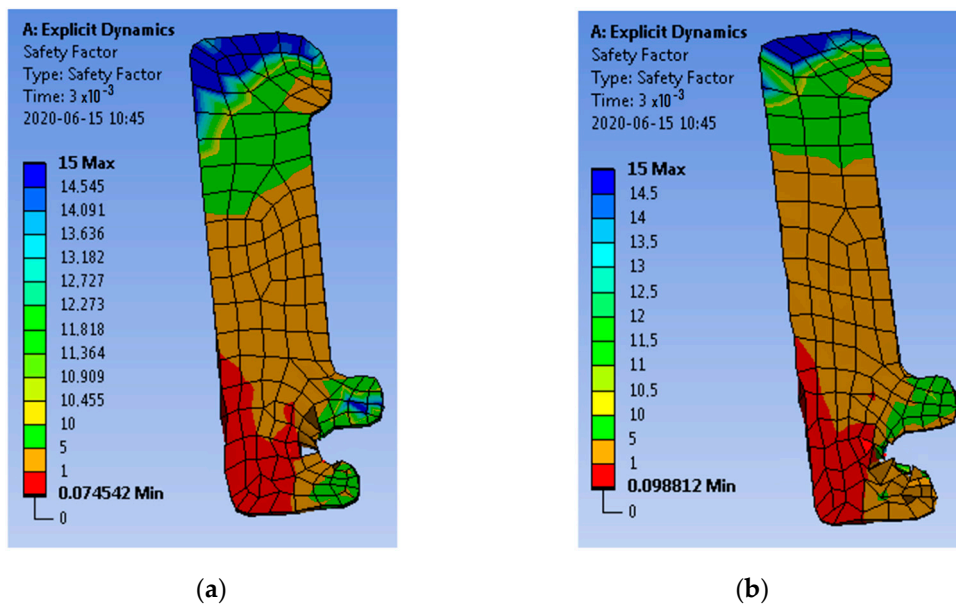 A: Explicit Dynamics
Safety Factor
Type: Safety Factor
Time: 3 x10⁻³
2020-06-15 10:45
15 Max
14.545
14.091
13.636
13.182
12.727
12.273
11.818
11.364
10.909
10.455
10
5
1
0.074542 Min
0
(a)
A: Explicit Dynamics
Safety Factor
Type: Safety Factor
Time: 3 x10⁻³
2020-06-15 10:45
15 Max
14.5
14
13.5
13
12.5
12
11.5
11
10.5
10
5
1
0.098812 Min
0
(b)